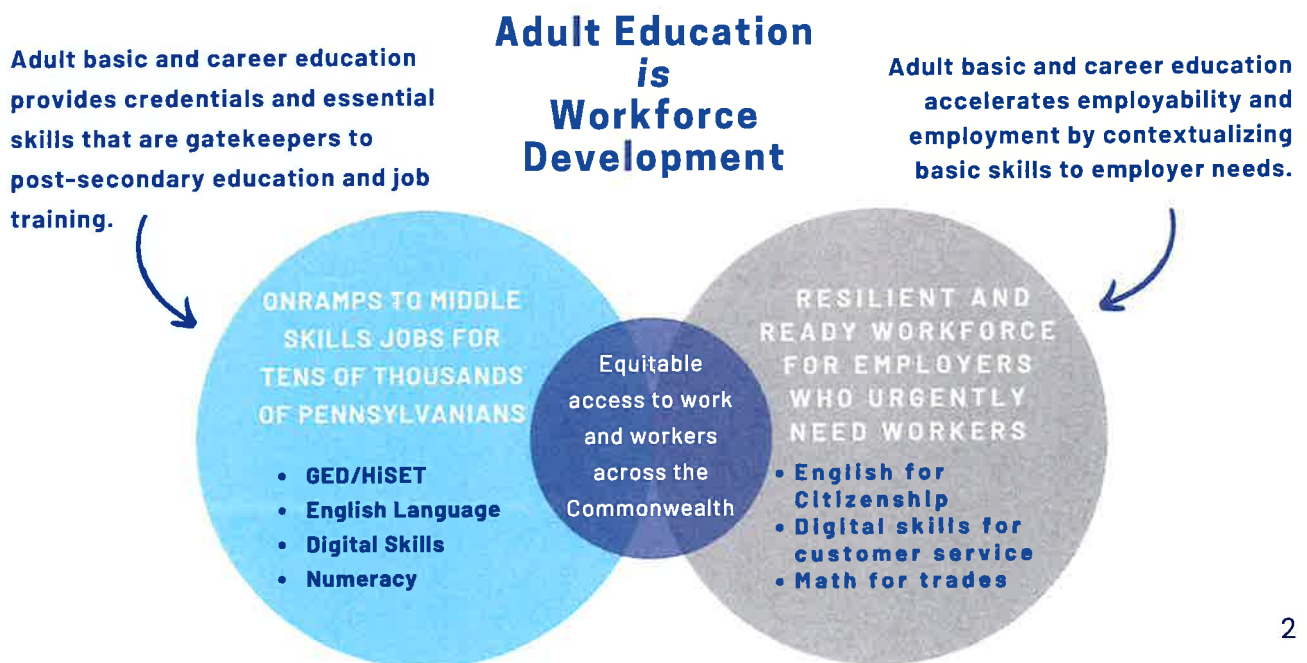 Adult Education
is
Workforce
Development
Adult basic and career education
provides credentials and essential
skills that are gatekeepers to
post-secondary education and job
training.
Adult basic and career education
accelerates employability and
employment by contextualizing
basic skills to employer needs.
ONRAMPS TO MIDDLE
SKILLS JOBS FOR
TENS OF THOUSANDS
OF PENNSYLVANIANS
• GED/HiSET
• English Language
• Digital Skills
• Numeracy
Equitable
access to work
and workers
across the
Commonwealth
RESILIENT AND
READY WORKFORCE
FOR EMPLOYERS
WHO URGENTLY
NEED WORKERS
• English for
Citizenship
• Digital skills for
customer service
• Math for trades
2